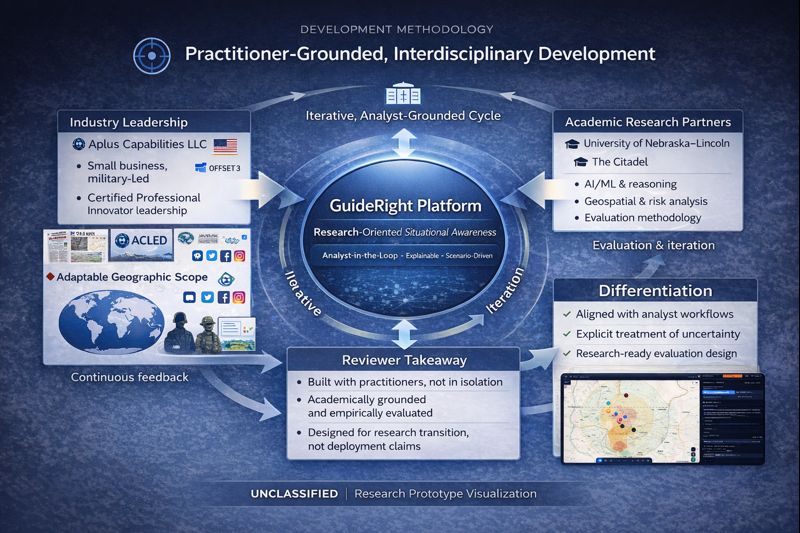 DEVELOPMENT METHODOLOGY
Practitioner-Grounded, Interdisciplinary Development
Iterative, Analyst-Grounded Cycle
Industry Leadership
Aplus Capabilities LLC
Small business,
military-Led
OFFSET3
Certified Professional
Innovator leadership
ACLED
Adaptable Geographic Scope
Continuous feedback
GuideRight Platform
Research-Oriented Situational Awareness
Analyst-in-the-Loop - Explainable - Scenario-Driven
Iteration
Academic Research Partners
University of Nebraska–Lincoln
The Citadel
AI/ML & reasoning
Geospatial & risk analysis
Evaluation methodology
Evaluation & iteration
Differentiation
Aligned with analyst workflows
Explicit treatment of uncertainty
Research-ready evaluation design
Reviewer Takeaway
Built with practitioners, not in isolation
Academically grounded
and empirically evaluated
Designed for research transition,
not deployment claims
UNCLASSIFIED | Research Prototype Visualization